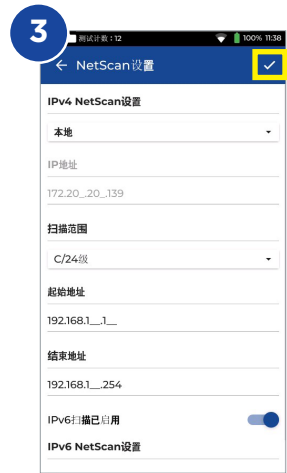 3
测试计数：12
100% 11:38
NetScan设置
IPv4 NetScan设置
本地
IP地址
172.20_.20_.139
扫描范围
C/24级
起始地址
192.168.1__.1__
结束地址
192.168.1__.254
IPv6扫描已启用
IPv6 NetScan设置